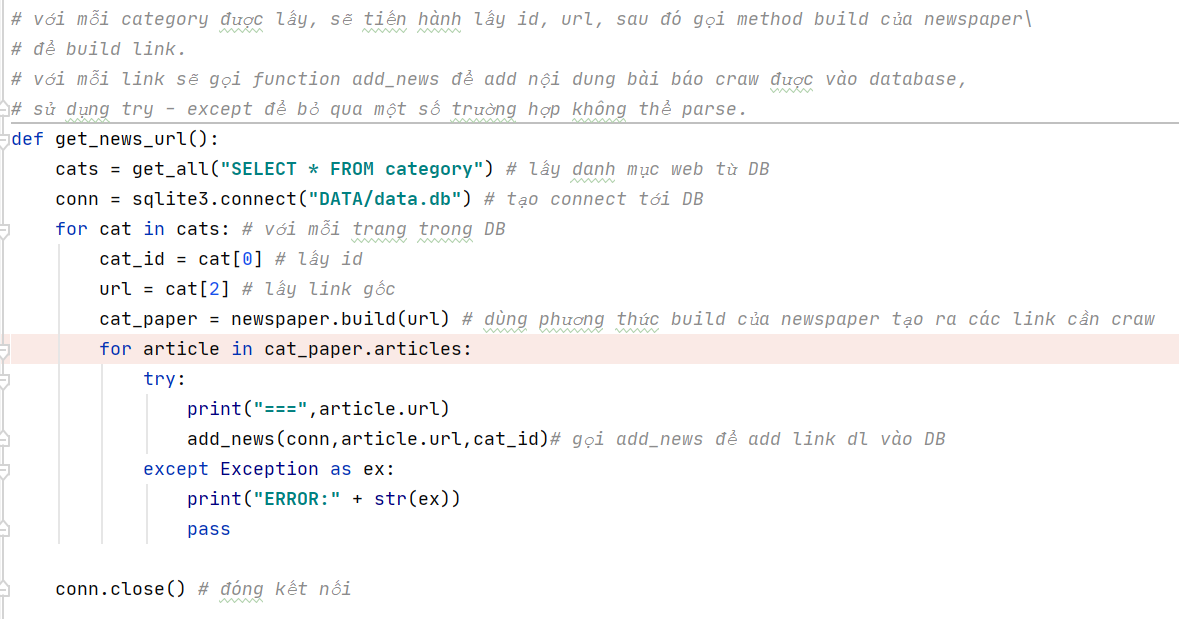 # với mỗi category được lấy, sẽ tiến hành lấy id, url, sau đó gọi method build của newspaper\
# để build link.
# với mỗi link sẽ gọi function add_news để add nội dung bài báo craw được vào database,
# sử dụng try - except để bỏ qua một số trường hợp không thể parse.
def get_news_url():
    cats = get_all("SELECT * FROM category") # lấy danh mục web từ DB
    conn = sqlite3.connect("DATA/data.db") # tạo connect tới DB
    for cat in cats: # với mỗi trang trong DB
        cat_id = cat[0] # lấy id
        url = cat[2] # lấy link gốc
        cat_paper = newspaper.build(url) # dùng phương thức build của newspaper tạo ra các link cần craw
        for article in cat_paper.articles:
            try:
                print("===",article.url)
                add_news(conn,article.url,cat_id)# gọi add_news để add link dl vào DB
            except Exception as ex:
                print("ERROR:" + str(ex))
                pass
    conn.close() # đóng kết nối